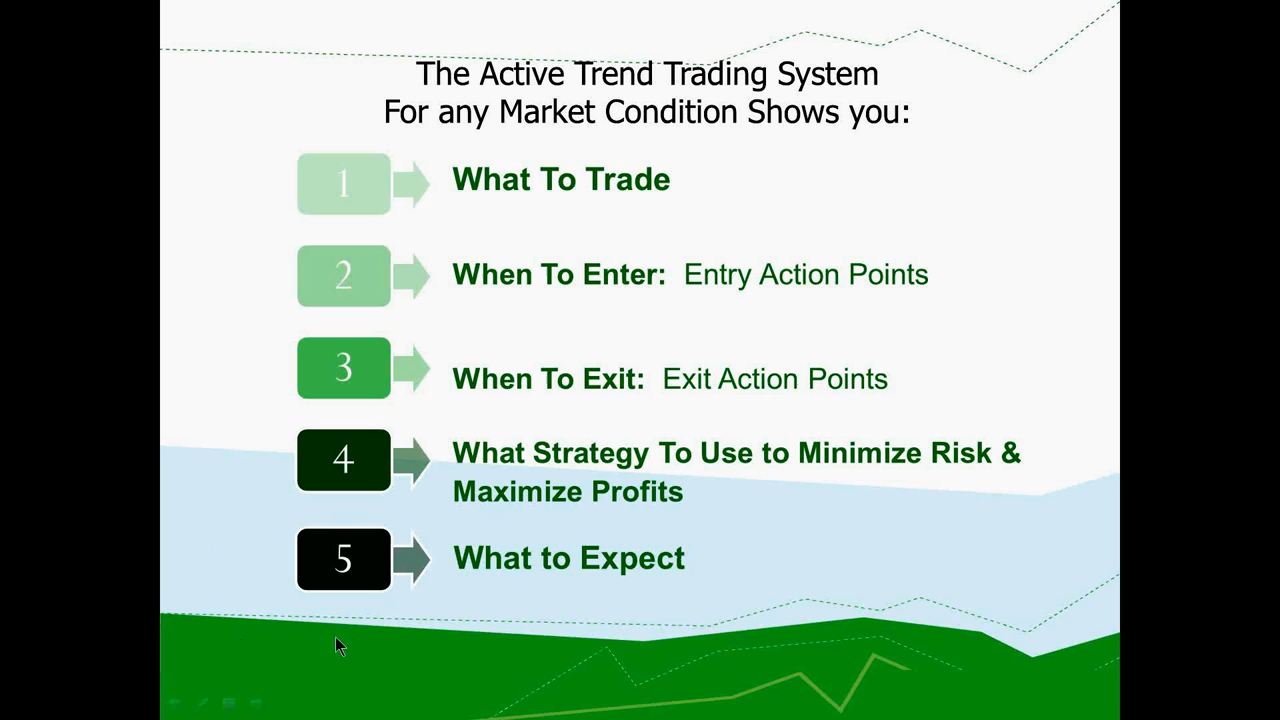 The Active Trend Trading System
For any Market Condition Shows you:
1 What To Trade
2 When To Enter: Entry Action Points
3 When To Exit: Exit Action Points
4 What Strategy To Use to Minimize Risk &
Maximize Profits
5 What to Expect